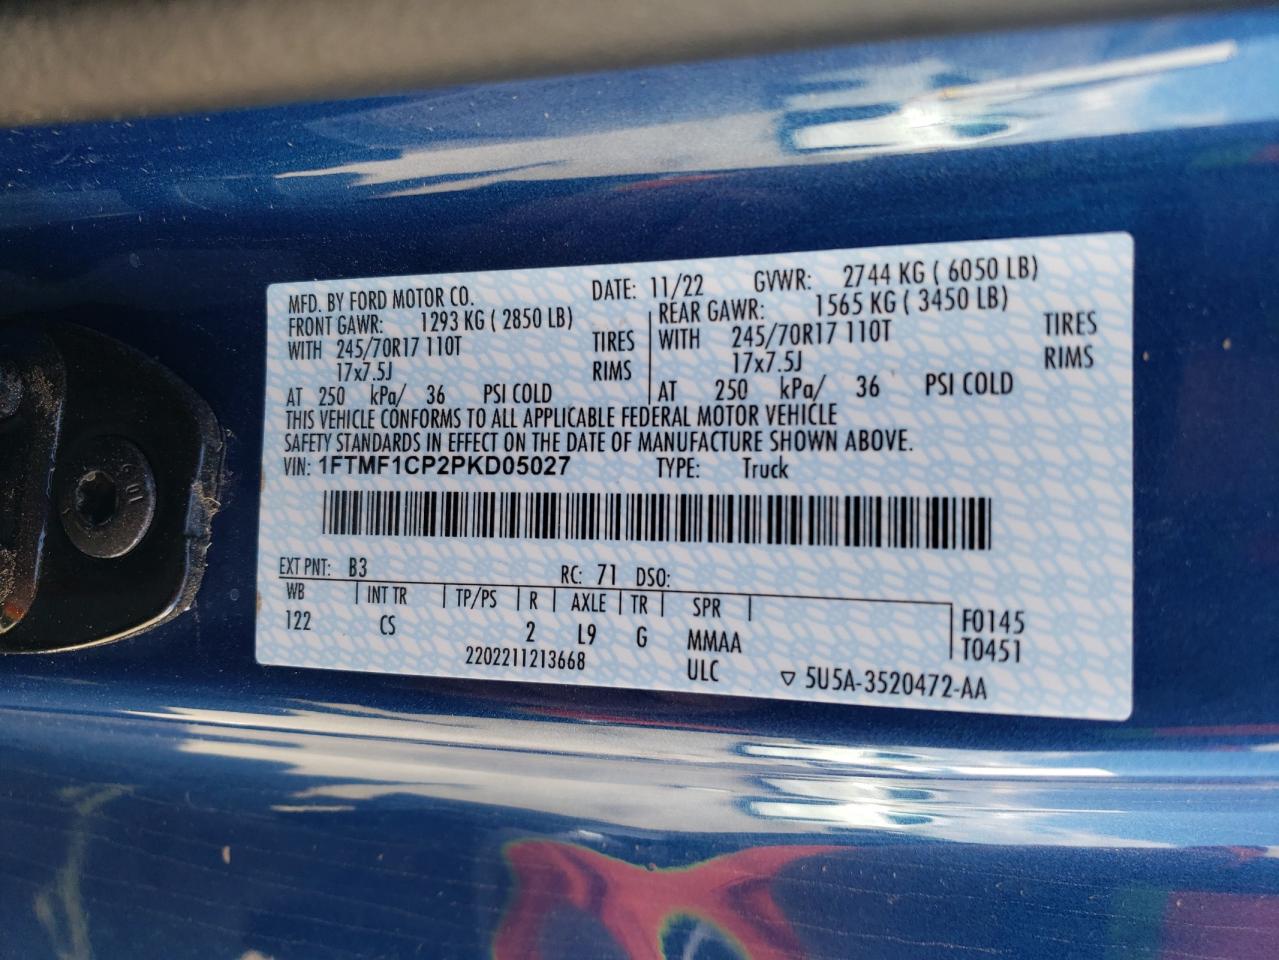 MFD. BY FORD MOTOR CO. DATE: 11/22 GVWR: 2744 KG ( 6050 LB)
FRONT GAWR: 1293 KG ( 2850 LB) REAR GAWR: 1565 KG ( 3450 LB)
WITH 245/70R17 110T TIRES WITH 245/70R17 110T TIRES
17x7.5J RIMS 17x7.5J RIMS
AT 250 kPa/ 36 PSI COLD AT 250 kPa/ 36 PSI COLD
THIS VEHICLE CONFORMS TO ALL APPLICABLE FEDERAL MOTOR VEHICLE
SAFETY STANDARDS IN EFFECT ON THE DATE OF MANUFACTURE SHOWN ABOVE.
VIN: 1FTMF1CP2PKD05027 TYPE: Truck
EXT PNT: B3 RC: 71 DSO:
WB INT TR TP/PS R AXLE TR SPR F0145
122 CS 2 L9 G MMAA T0451
2202211213668 ULC ▽ 5U5A-3520472-AA